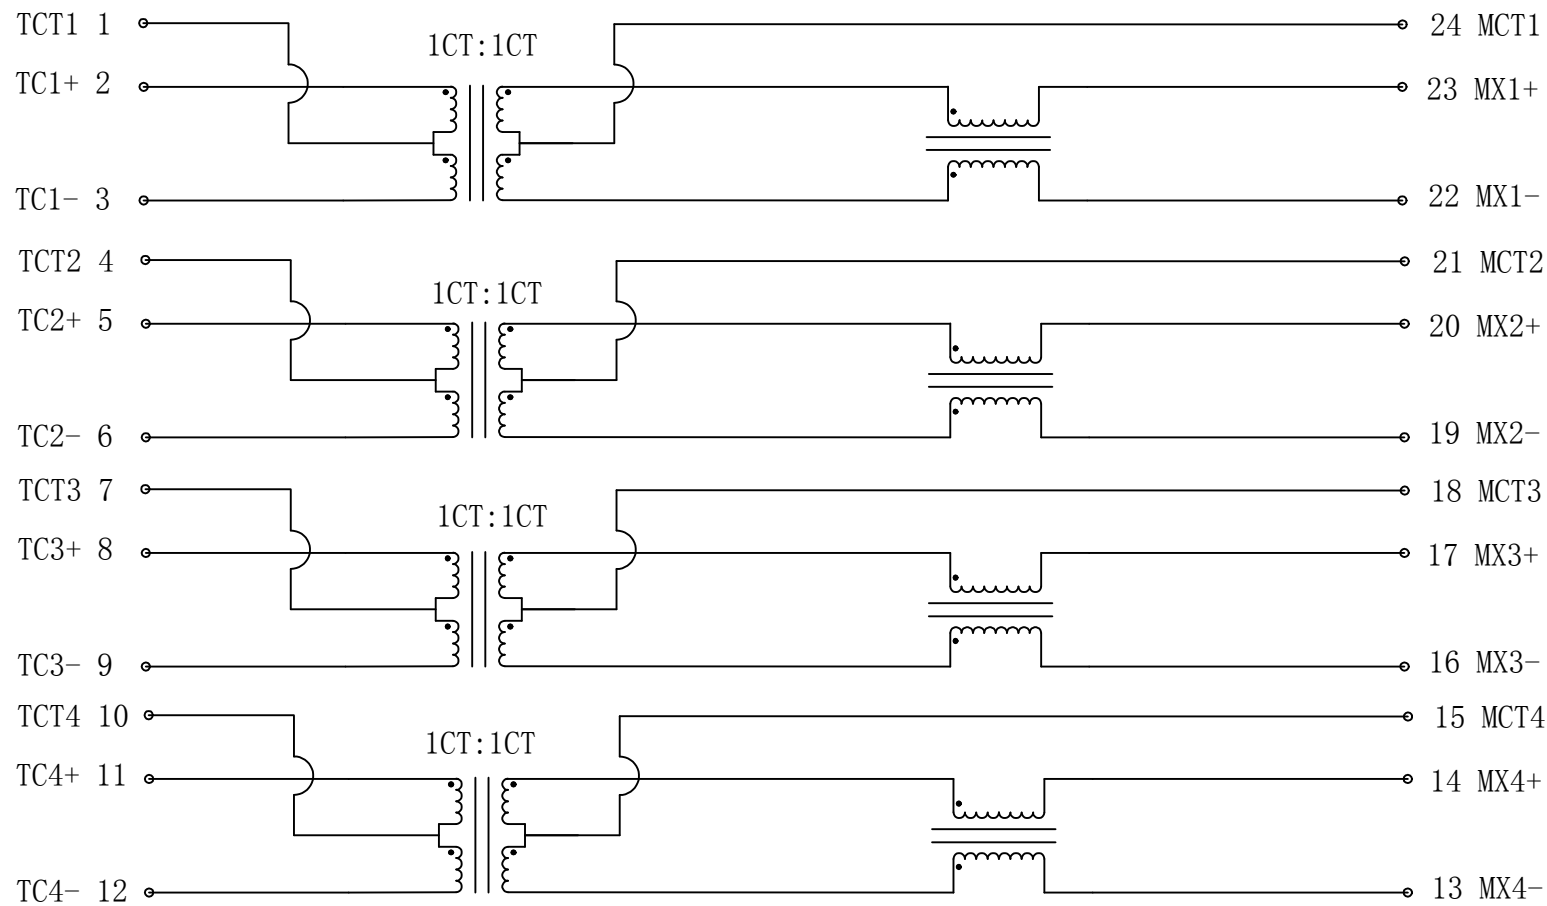 TCT1 1 24 MCT1
1CT:1CT
TC1+ 2 23 MX1+
TC1- 3 22 MX1-
TCT2 4 21 MCT2
1CT:1CT
TC2+ 5 20 MX2+
TC2- 6 19 MX2-
TCT3 7 18 MCT3
1CT:1CT
TC3+ 8 17 MX3+
TC3- 9 16 MX3-
TCT4 10 15 MCT4
1CT:1CT
TC4+ 11 14 MX4+
TC4- 12 13 MX4-